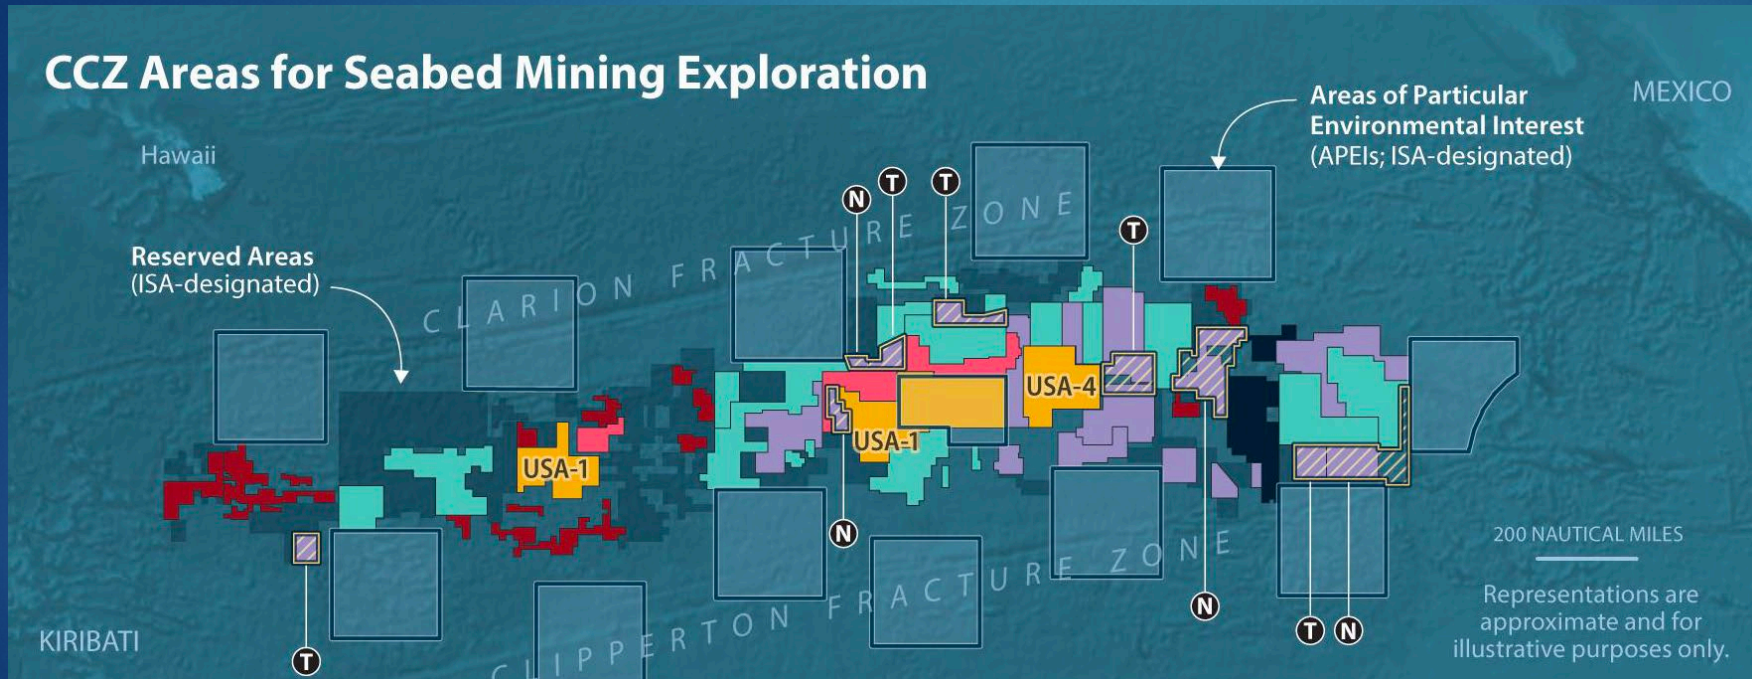 CCZ Areas for Seabed Mining Exploration
MEXICO
Areas of Particular
Environmental Interest
(APEIs; ISA-designated)
Hawaii
N
T
T
T
Reserved Areas
(ISA-designated)
CLARION FRACTURE ZONE
USA-4
USA-1
USA-1
N
N
T
N
T
CLIPPERTON FRACTURE ZONE
KIRIBATI
200 NAUTICAL MILES
Representations are
approximate and for
illustrative purposes only.